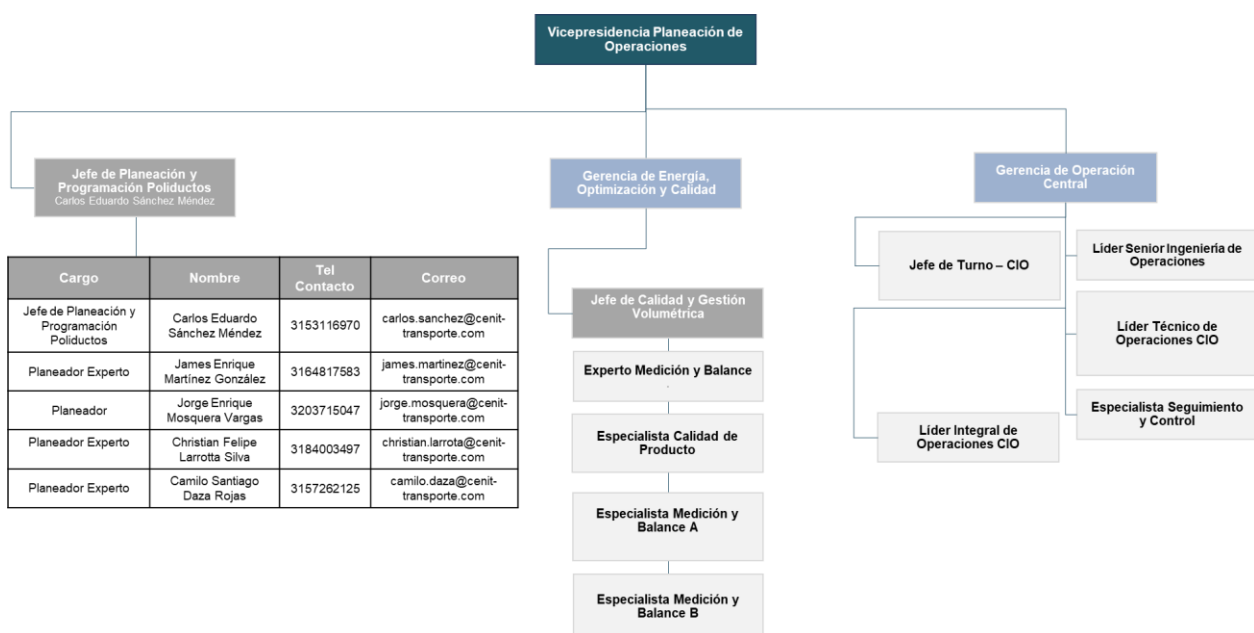 Vicepresidencia Planeación de
Operaciones
Jefe de Planeación y
Programación Poliductos
Carlos Eduardo Sánchez Méndez
Gerencia de Energía,
Optimización y Calidad
Gerencia de Operación
Central
Cargo
Nombre
Tel
Contacto
Correo
Jefe de Planeación y
Programación
Poliductos
Carlos Eduardo
Sánchez Méndez
3153116970
carlos.sanchez@cenit-
transporte.com
Planeador Experto
James Enrique
Martínez González
3164817583
james.martinez@cenit-
transporte.com
Planeador
Jorge Enrique
Mosquera Vargas
3203715047
jorge.mosquera@cenit-
transporte.com
Planeador Experto
Christian Felipe
Larrotta Silva
3184003497
christian.larrota@cenit-
transporte.com
Planeador Experto
Camilo Santiago
Daza Rojas
3157262125
camilo.daza@cenit-
transporte.com
Jefe de Calidad y Gestión
Volumétrica
Experto Medición y Balance
.
Especialista Calidad de
Producto
Especialista Medición y
Balance A
Especialista Medición y
Balance B
Jefe de Turno – CIO
Líder Integral de
Operaciones CIO
Lider Senior Ingeniería de
Operaciones
Líder Técnico de
Operaciones CIO
Especialista Seguimiento
y Control